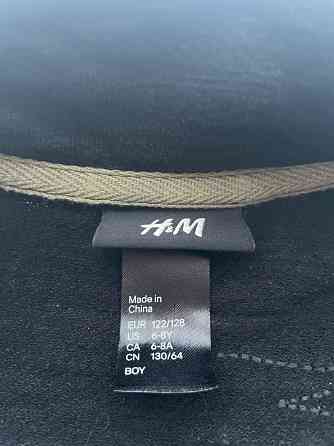 H&M
Made in
China
EUR 122/128
US 6-8Y
CA 6-8A
CN 130/64
BOY